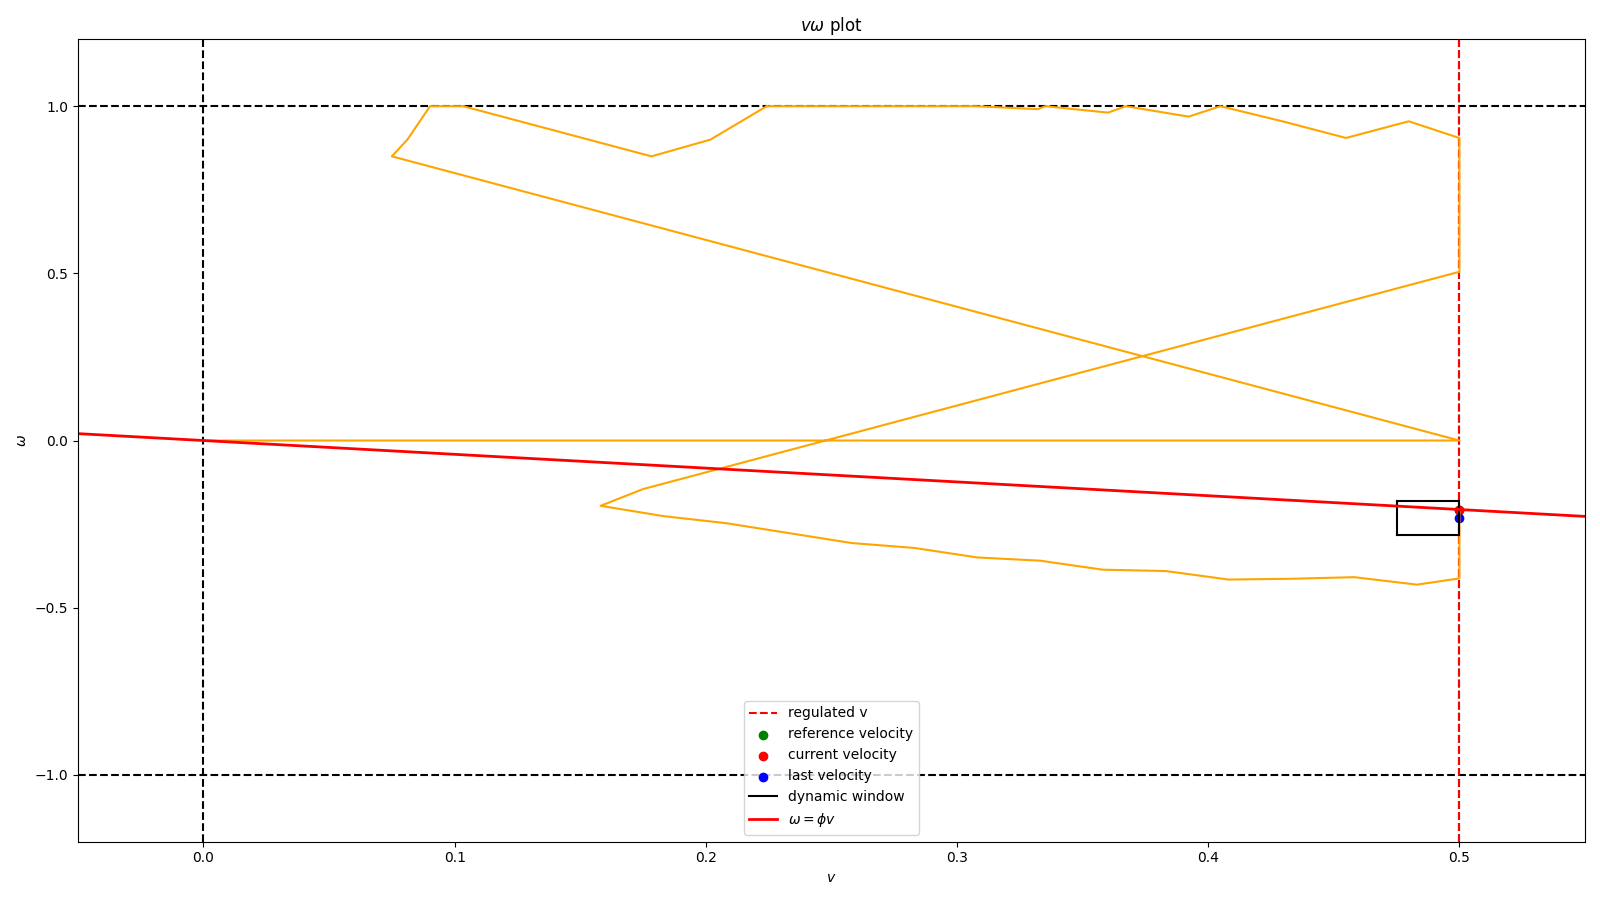 vω plot
1.0
0.5
0.0
−0.5
−1.0
ω
regulated v
reference velocity
current velocity
last velocity
dynamic window
ω = ϕv
0.0 0.1 0.2 0.3 0.4 0.5
v